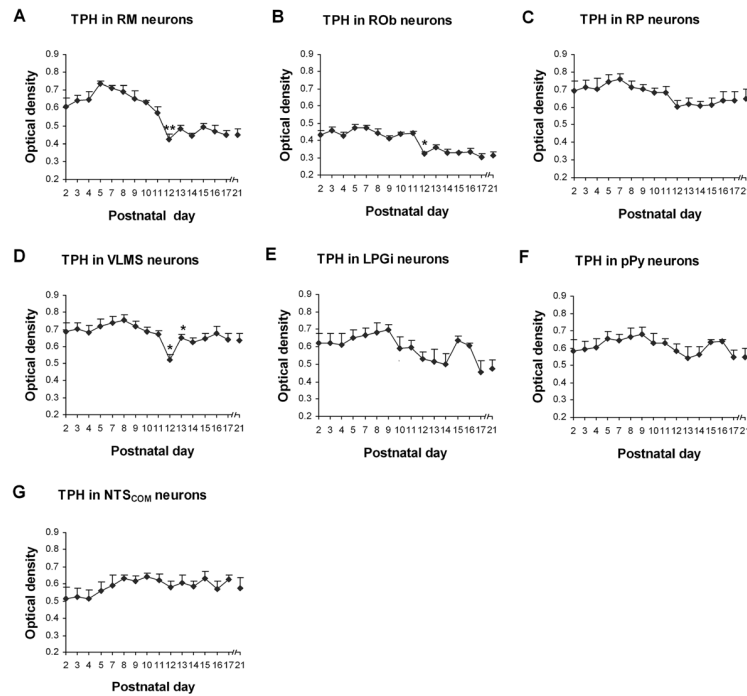 A
TPH in RM neurons
Optical density
0.9
0.8
0.7
0.6
0.5
0.4
0.3
0.2
**
2 3 4 5 7 8 9 10 11 12 13 14 15 16 17 21
Postnatal day
B
TPH in ROb neurons
Optical density
0.9
0.8
0.7
0.6
0.5
0.4
0.3
0.2
*
2 3 4 5 7 8 9 10 11 12 13 14 15 16 17 21
Postnatal day
C
TPH in RP neurons
Optical density
0.9
0.8
0.7
0.6
0.5
0.4
0.3
0.2
2 3 4 5 7 8 9 10 11 12 13 14 15 16 17 21
Postnatal day
D
TPH in VLMS neurons
Optical density
0.9
0.8
0.7
0.6
0.5
0.4
0.3
0.2
* *
2 3 4 5 7 8 9 10 11 12 13 14 15 16 17 21
Postnatal day
E
TPH in LPGi neurons
Optical density
0.9
0.8
0.7
0.6
0.5
0.4
0.3
0.2
2 3 4 5 7 8 9 10 11 12 13 14 15 16 17 21
Postnatal day
F
TPH in pPy neurons
Optical density
0.9
0.8
0.7
0.6
0.5
0.4
0.3
0.2
2 3 4 5 7 8 9 10 11 12 13 14 15 16 17 21
Postnatal day
G
TPH in NTSCOM neurons
Optical density
0.9
0.8
0.7
0.6
0.5
0.4
0.3
0.2
2 3 4 5 7 8 9 10 11 12 13 14 15 16 17 21
Postnatal day